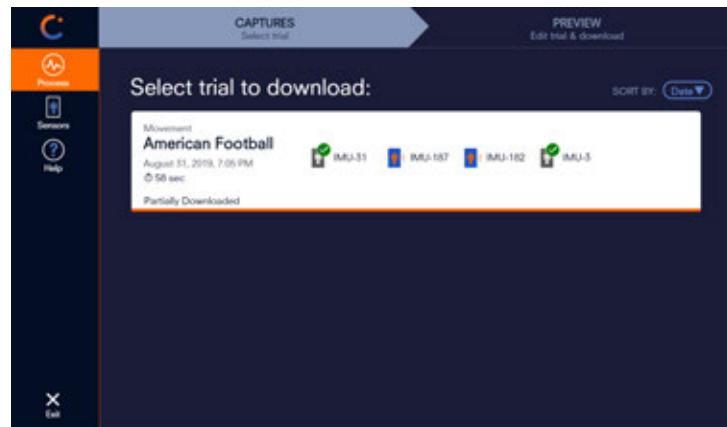 CAPTURES
Select trial
PREVIEW
Edit trial & download
Process
Sensors
Help
Exit
Select trial to download:
SORT BY: Date▼
Movement
American Football
August 31, 2019, 7:05 PM
58 sec
Partially Downloaded
IMU-31
IMU-187
IMU-182
IMU-3